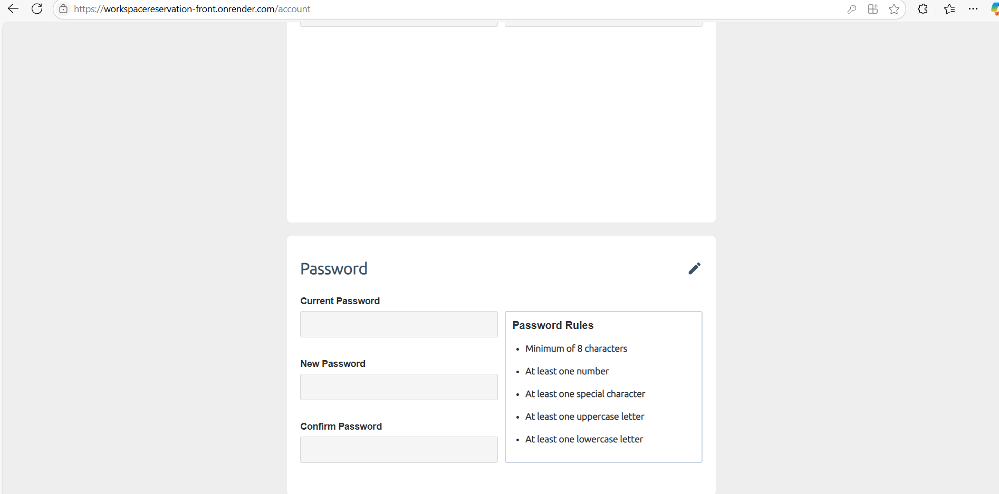 https://workspacereservation-front.onrender.com/account
Password
Current Password
New Password
Confirm Password
Password Rules
• Minimum of 8 characters
• At least one number
• At least one special character
• At least one uppercase letter
• At least one lowercase letter